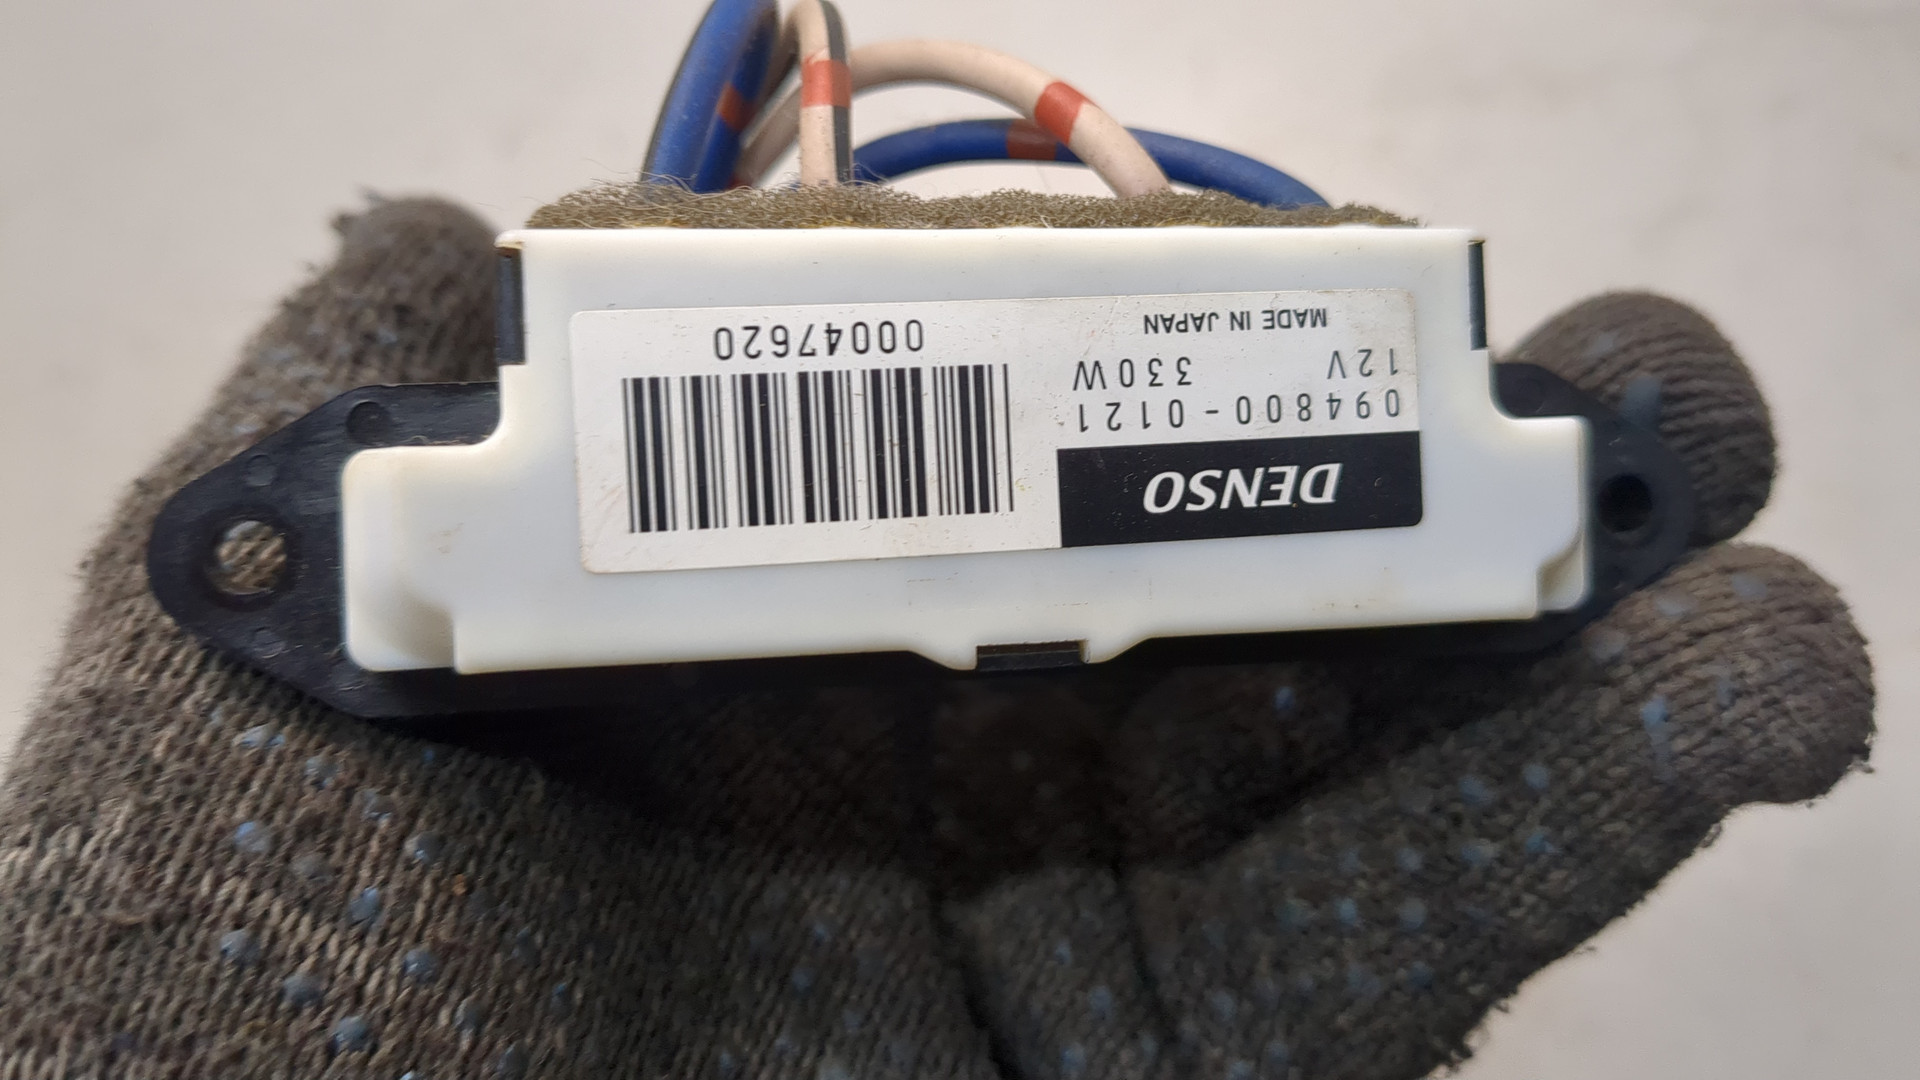 DENSO
094800-0121
12V 330W
MADE IN JAPAN
00047620